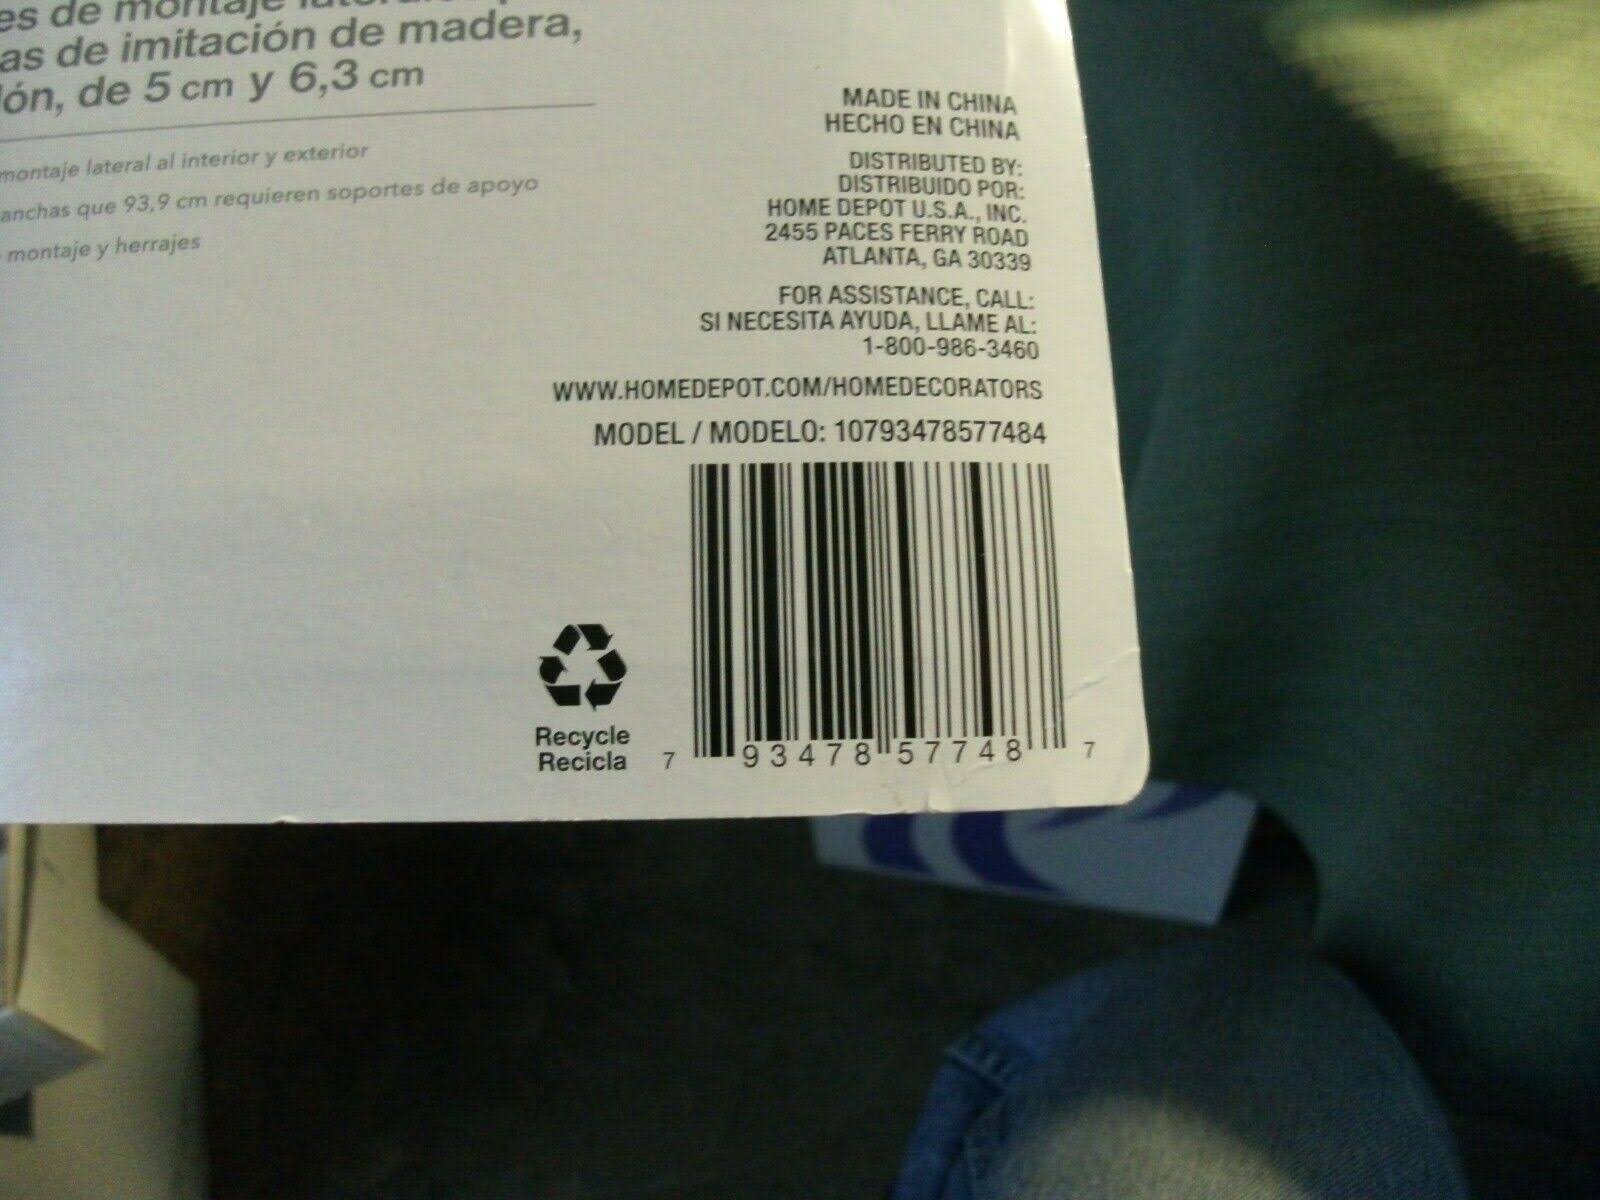 de montaje
as de imitación de madera,
ón, de 5 cm y 6,3 cm
montaje lateral al interior y exterior
anchas que 93,9 cm requieren soportes de apoyo
montaje y herrajes
MADE IN CHINA
HECHO EN CHINA
DISTRIBUTED BY:
DISTRIBUIDO POR:
HOME DEPOT U.S.A., INC.
2455 PACES FERRY ROAD
ATLANTA, GA 30339
FOR ASSISTANCE, CALL:
SI NECESITA AYUDA, LLAME AL:
1-800-986-3460
WWW.HOMEDEPOT.COM/HOMEDECORATORS
MODEL / MODELO: 10793478577484
Recycle
Recicla
7 93478 57748 7